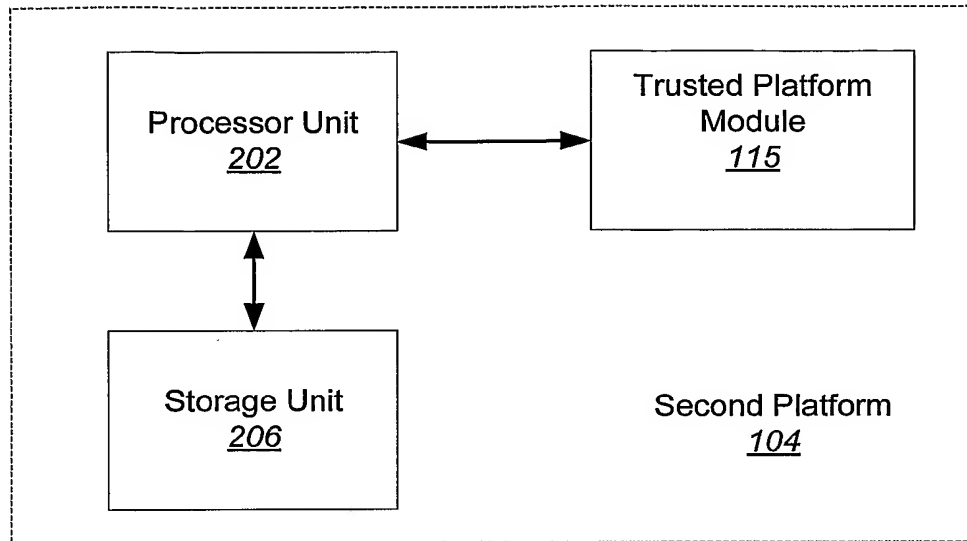 Processor Unit
202
Trusted Platform
Module
115
Storage Unit
206
Second Platform
104